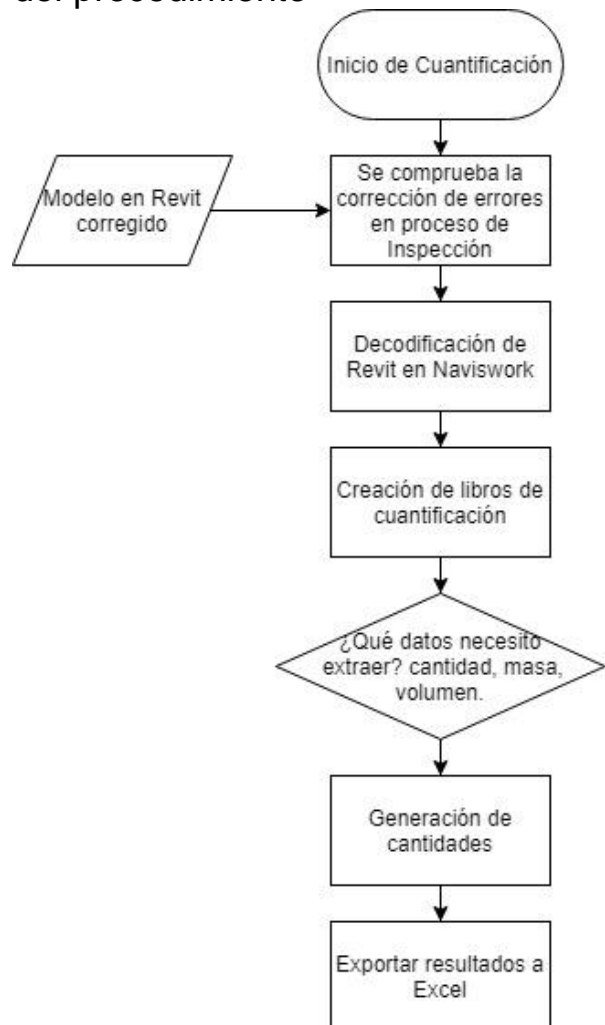 del procedimiento
Inicio de Cuantificación
Modelo en Revit
corregido
Se comprueba la
corrección de errores
en proceso de
Inspección
Decodificación de
Revit en Naviswork
Creación de libros de
cuantificación
¿Qué datos necesito
extraer? cantidad, masa,
volumen.
Generación de
cantidades
Exportar resultados a
Excel